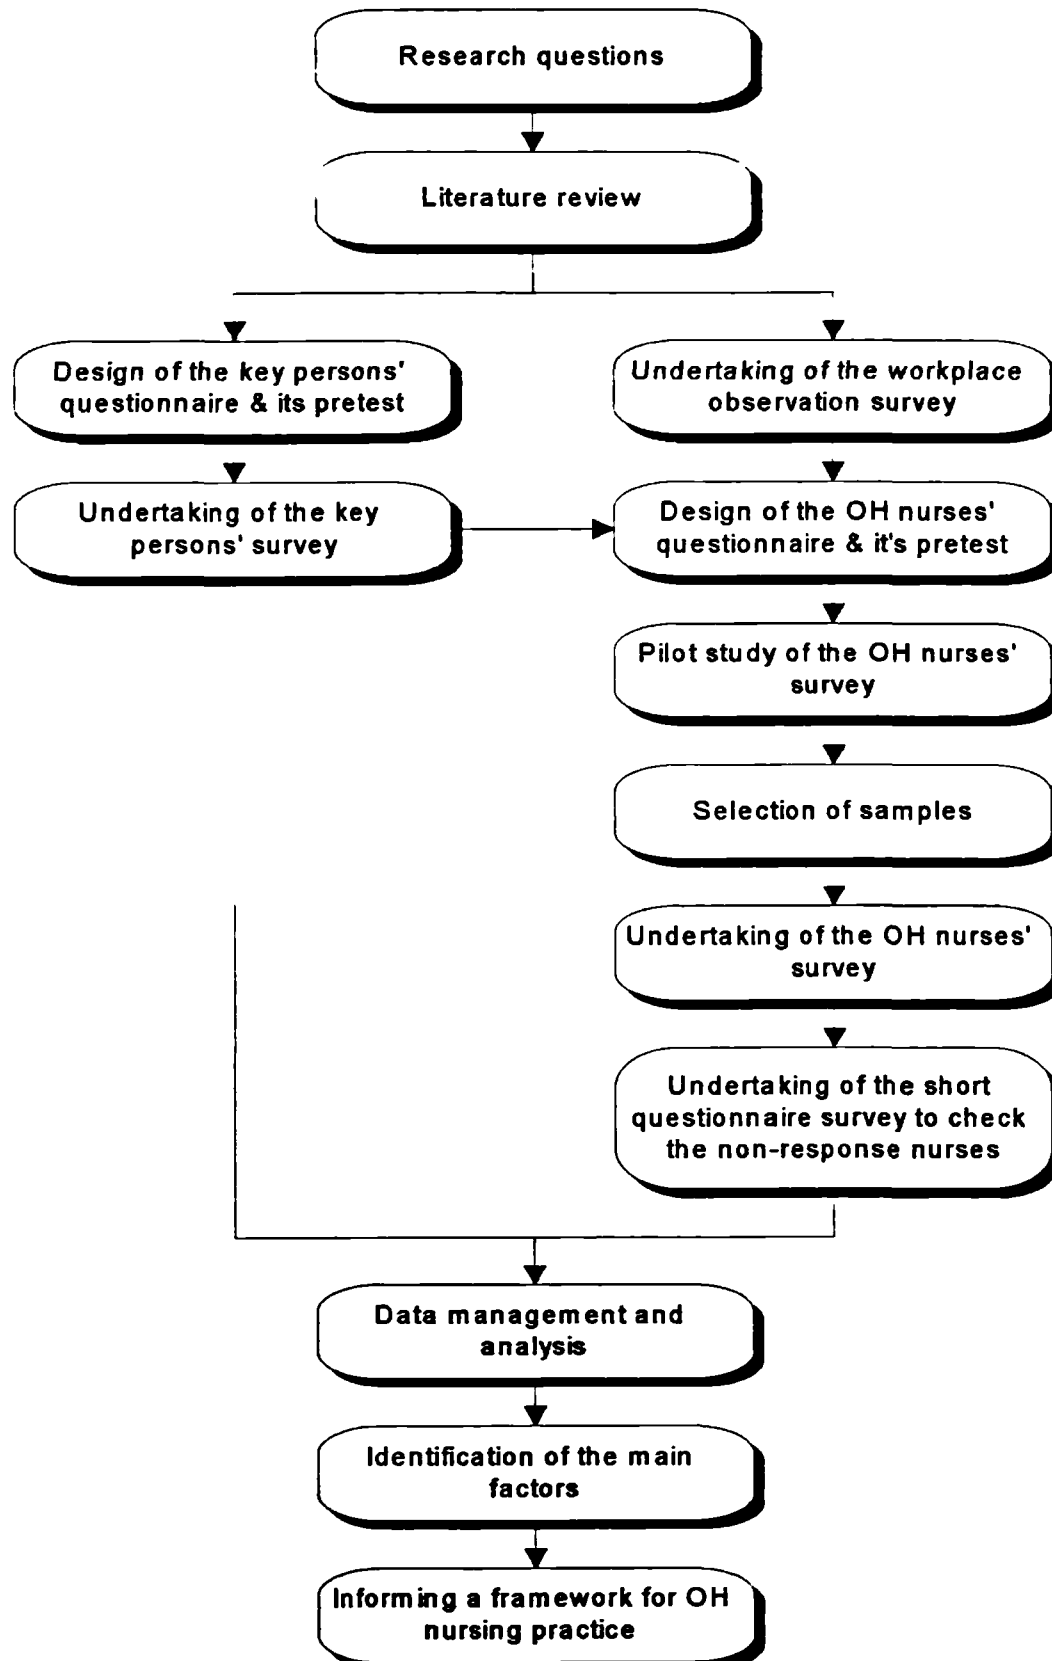 Research questions
Literature review
Design of the key persons'
questionnaire & its pretest
Undertaking of the key
persons' survey
Undertaking of the workplace
observation survey
Design of the OH nurses'
questionnaire & it's pretest
Pilot study of the OH nurses'
survey
Selection of samples
Undertaking of the OH nurses'
survey
Undertaking of the short
questionnaire survey to check
the non-response nurses
Data management and
analysis
Identification of the main
factors
Informing a framework for OH
nursing practice